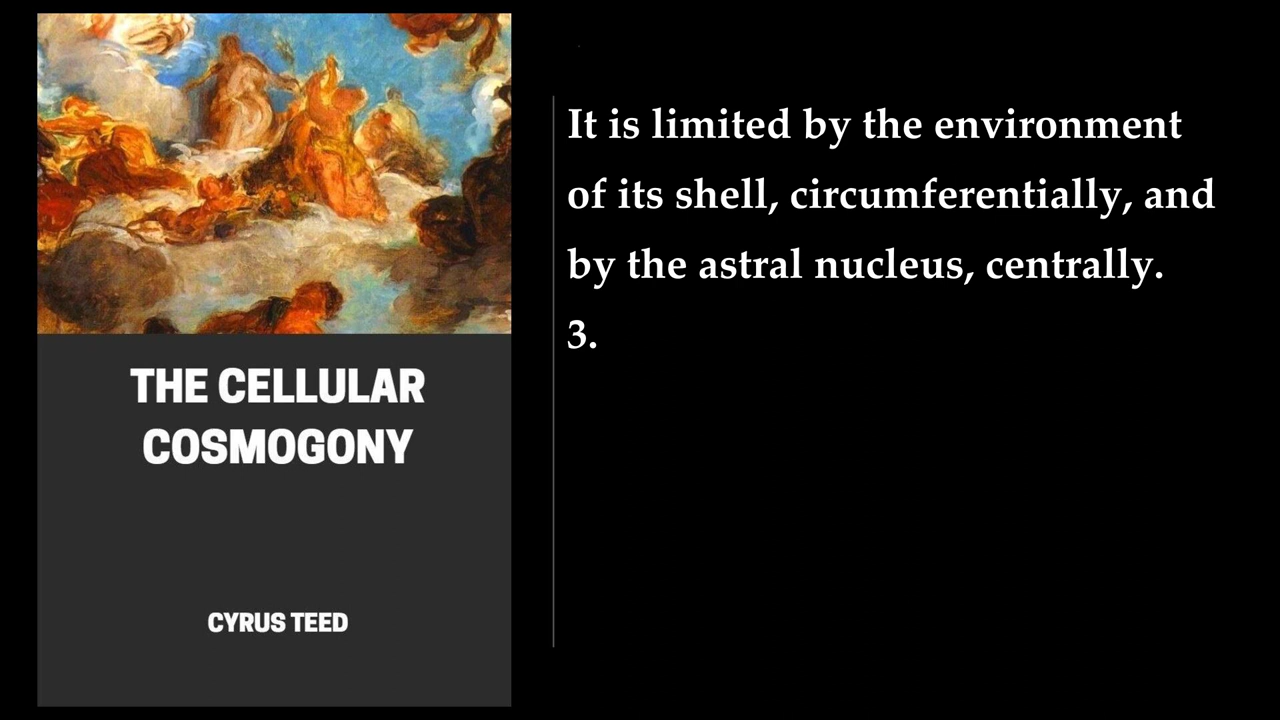 THE CELLULAR
COSMOGONY
CYRUS TEED
It is limited by the environment
of its shell, circumferentially, and
by the astral nucleus, centrally.
3.